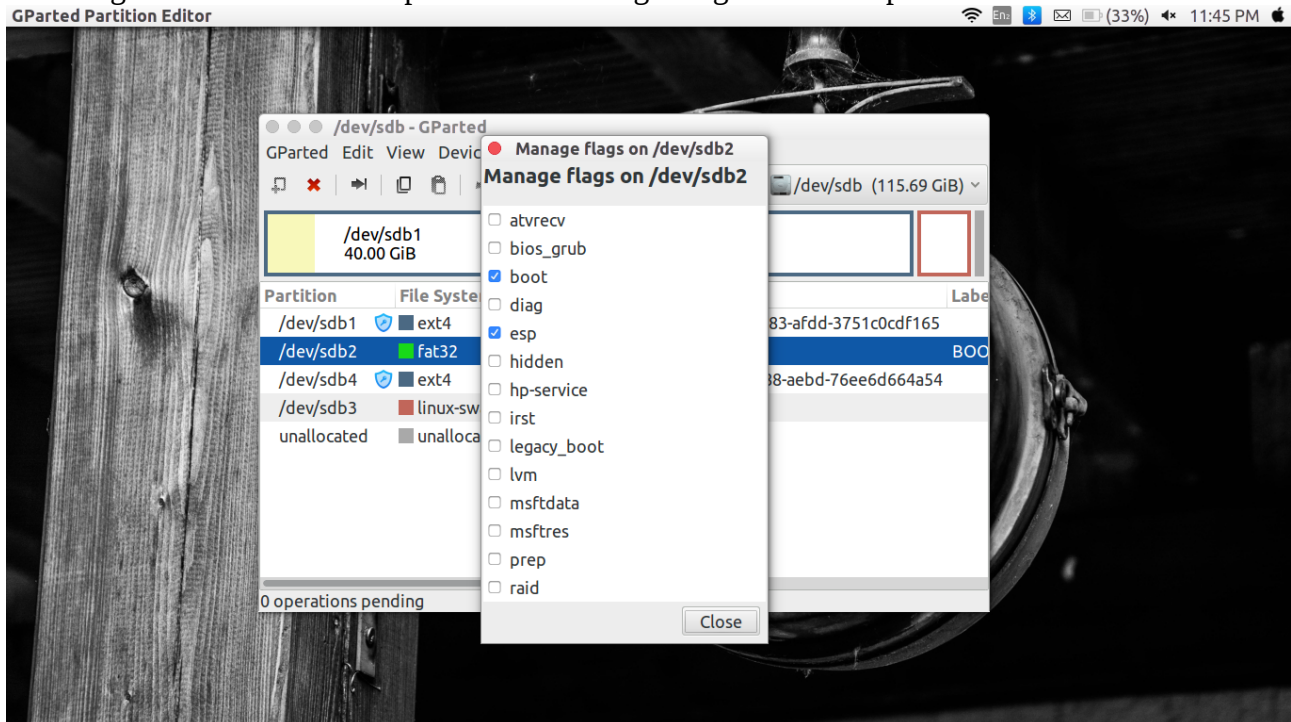 GParted Partition Editor
En₂ (33%) 11:45 PM
/dev/sdb - GParted
GParted Edit View Devic
/dev/sdb (115.69 GiB)
/dev/sdb1
40.00 GiB
Partition File Syste Labe
/dev/sdb1 ext4 83-afdd-3751c0cdf165
/dev/sdb2 fat32 BOO
/dev/sdb4 ext4 38-aebd-76ee6d664a54
/dev/sdb3 linux-sw
unallocated unalloca
0 operations pending
Manage flags on /dev/sdb2
Manage flags on /dev/sdb2
atvrecv
bios_grub
boot
diag
esp
hidden
hp-service
irst
legacy_boot
lvm
msftdata
msftres
prep
raid
Close